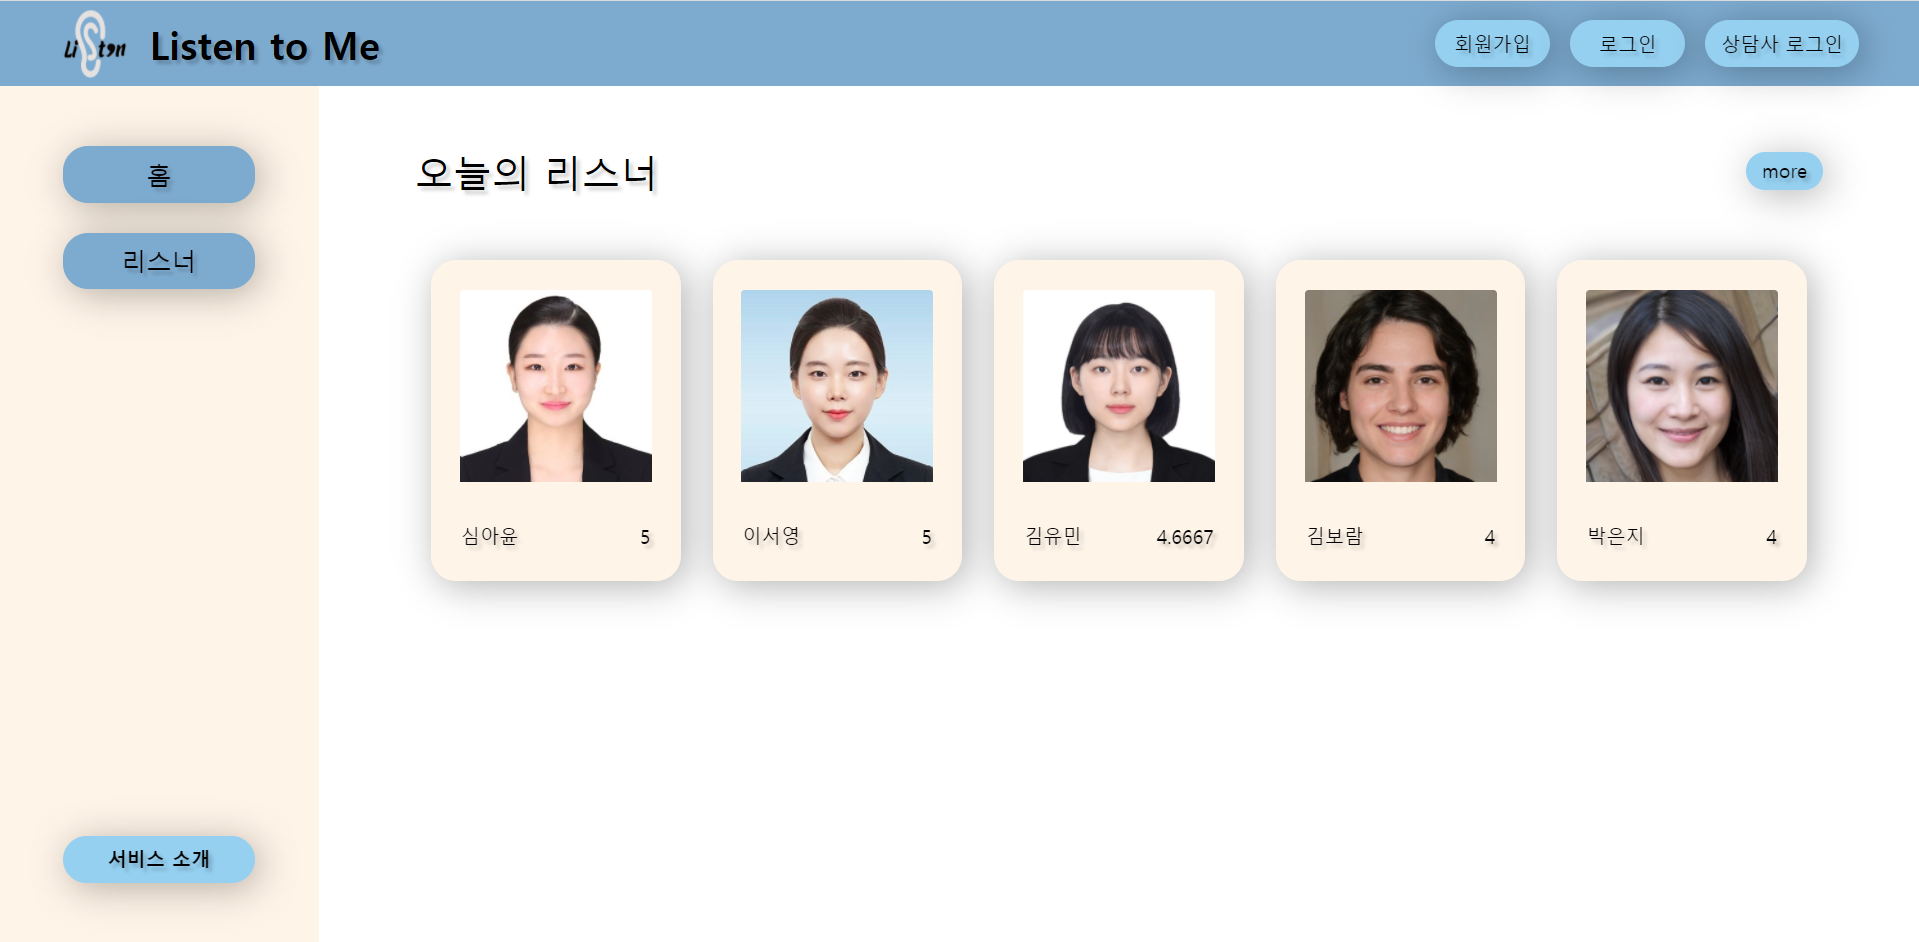 Liston Listen to Me
회원가입 로그인 상담사 로그인
홈
리스너
서비스 소개
오늘의 리스너 more
심아윤 5
이서영 5
김유민 4.6667
김보람 4
박은지 4